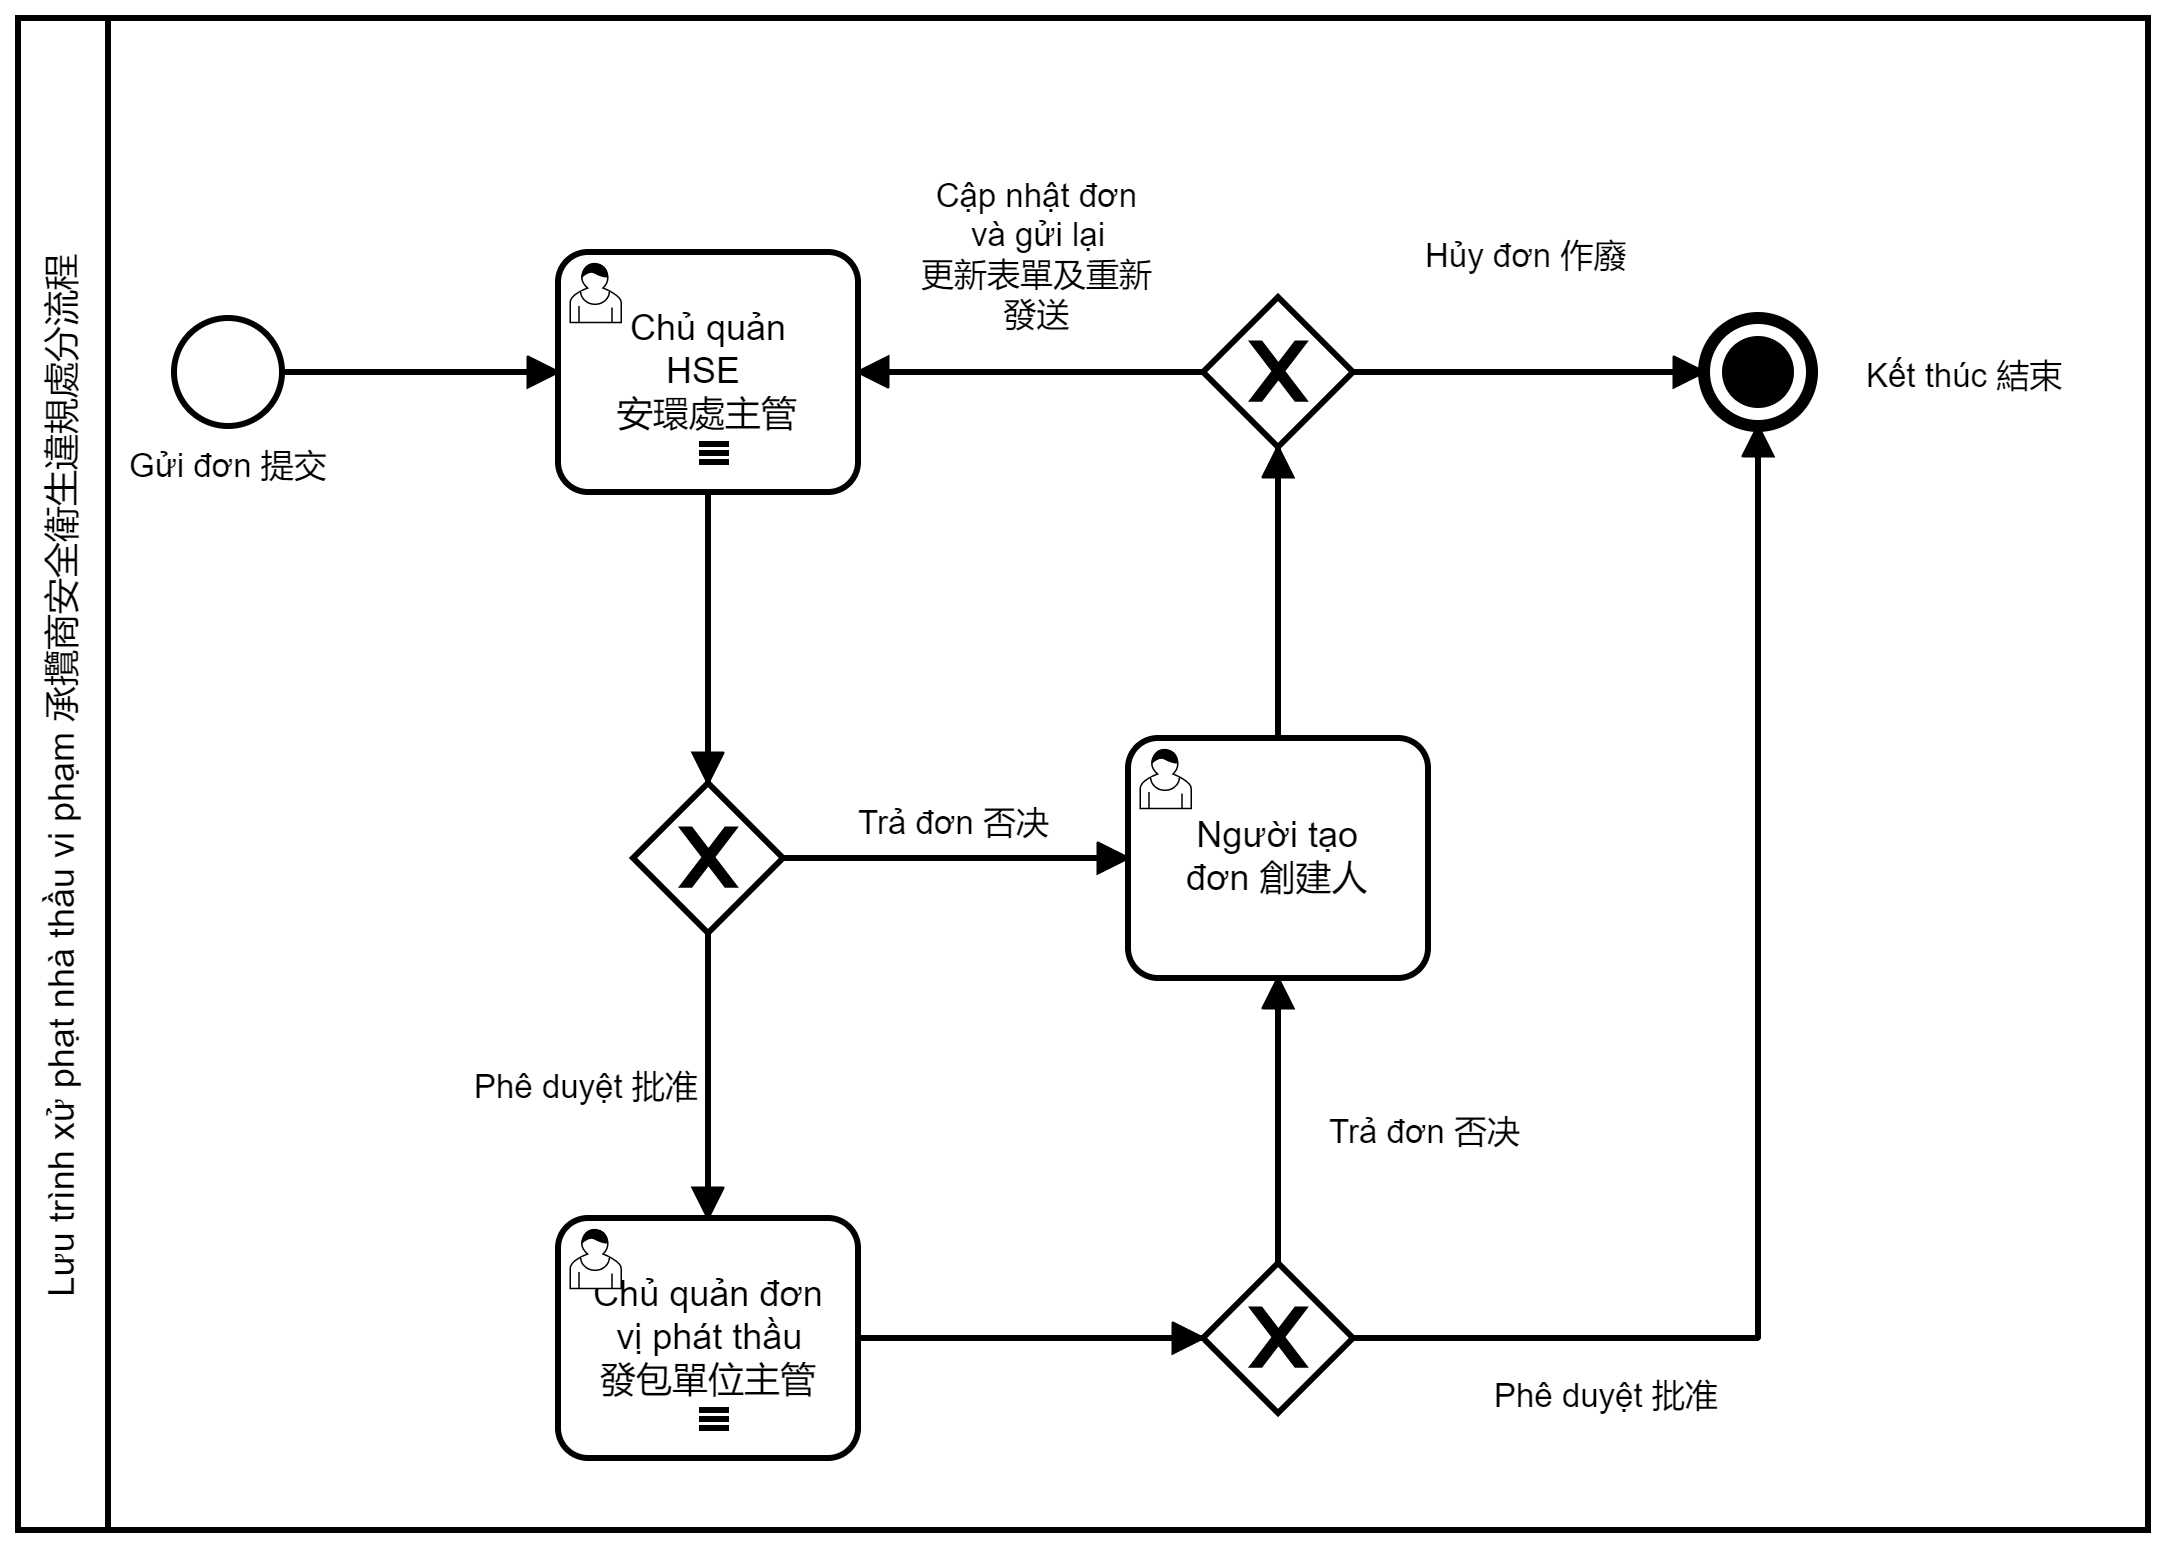 Lưu trình xử phạt nhà thầu vi phạm 承攬商安全衛生違規處分流程
Gửi đơn 提交
Chủ quản
HSE
安環處主管
Cập nhật đơn
và gửi lại
更新表單及重新
發送
Hủy đơn 作廢
Kết thúc 結束
Trả đơn 否决
Người tạo
đơn 創建人
Phê duyệt 批准
Trả đơn 否决
Chủ quản đơn
vị phát thầu
發包單位主管
Phê duyệt 批准